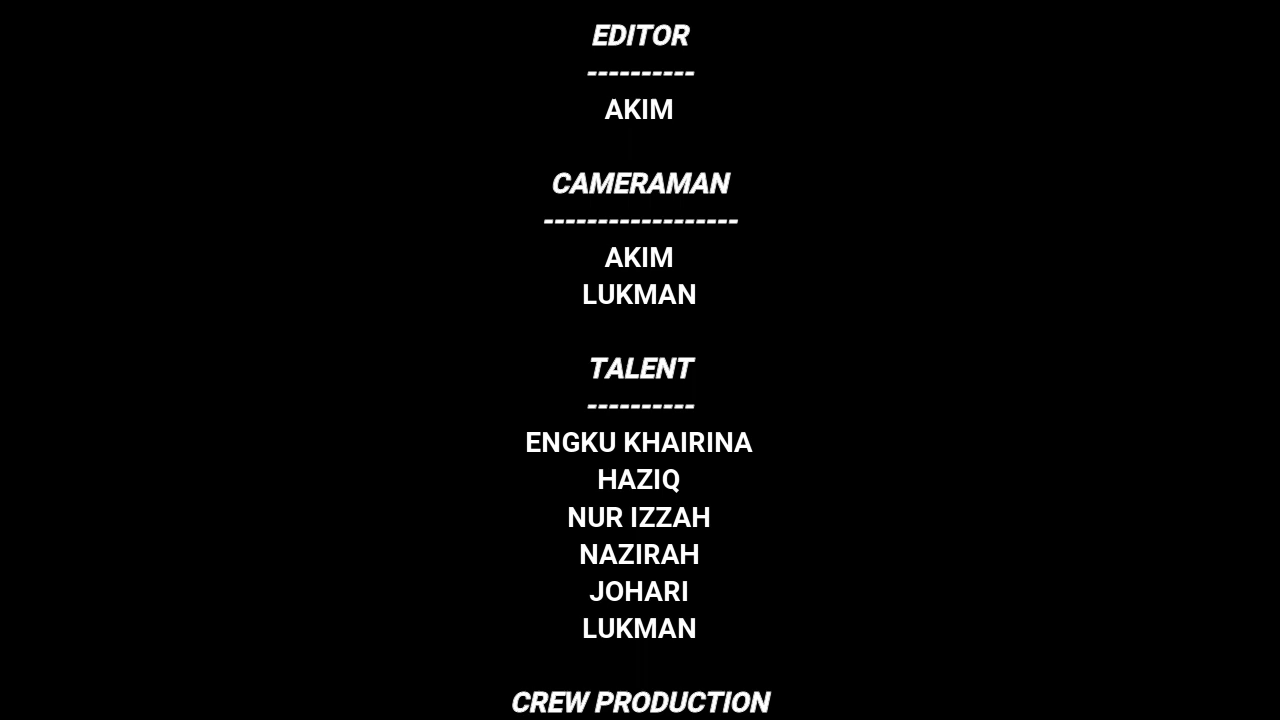 EDITOR
----------
AKIM
CAMERAMAN
------------------
AKIM
LUKMAN
TALENT
----------
ENGKU KHAIRINA
HAZIQ
NUR IZZAH
NAZIRAH
JOHARI
LUKMAN
CREW PRODUCTION